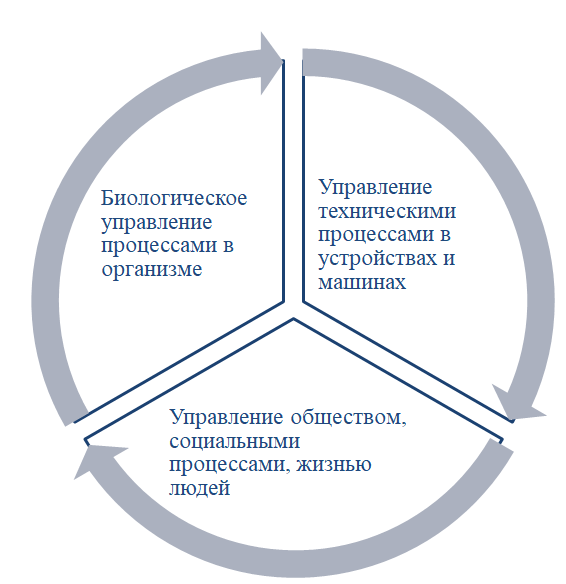 Биологическое
управление
процессами в
организме
Управление
техническими
процессами в
устройствах и
машинах
Управление обществом,
социальными
процессами, жизнью
людей